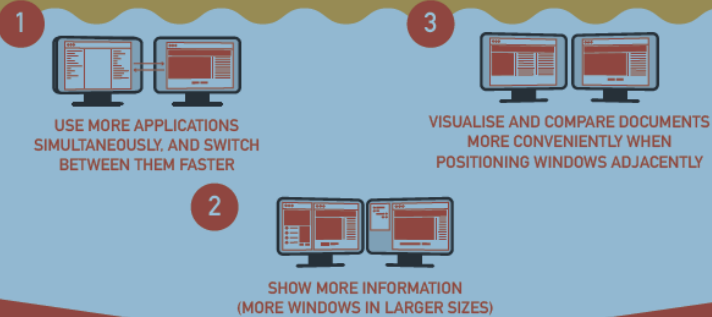 1
USE MORE APPLICATIONS
SIMULTANEOUSLY, AND SWITCH
BETWEEN THEM FASTER
2
SHOW MORE INFORMATION
(MORE WINDOWS IN LARGER SIZES)
3
VISUALISE AND COMPARE DOCUMENTS
MORE CONVENIENTLY WHEN
POSITIONING WINDOWS ADJACENTLY